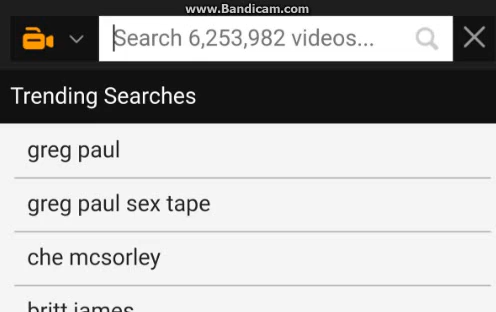 www.Bandicam.com
Search 6,253,982 videos...
Trending Searches
greg paul
greg paul sex tape
che mcsorley
britt james